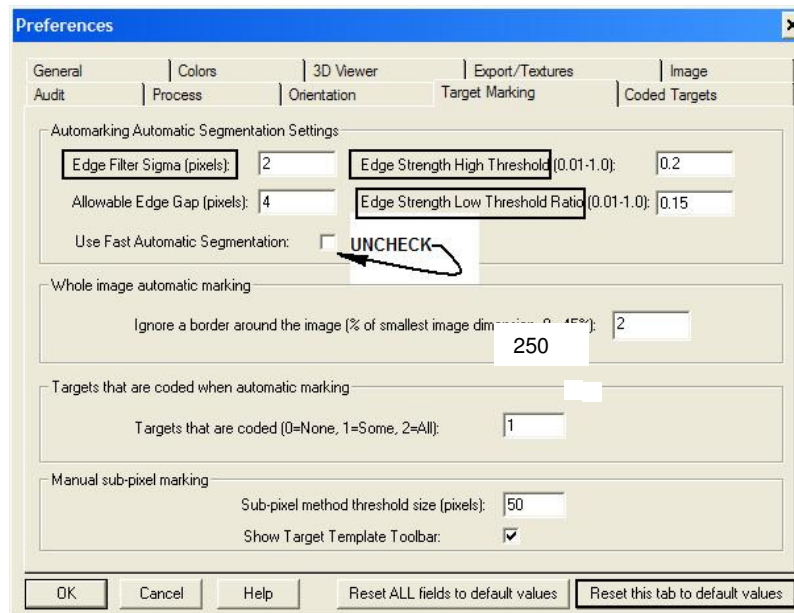 Preferences
General Colors 3D Viewer Export/Textures Image
Audit Process Orientation Target Marking Coded Targets
Automarking Automatic Segmentation Settings
Edge Filter Sigma (pixels): 2 Edge Strength High Threshold (0.01-1.0): 0.2
Allowable Edge Gap (pixels): 4 Edge Strength Low Threshold Ratio (0.01-1.0): 0.15
Use Fast Automatic Segmentation: UNCHECK
Whole image automatic marking
Ignore a border around the image (% of smallest image 45%): 2
250
Targets that are coded when automatic marking
Targets that are coded (0=None, 1=Some, 2=All): 1
Manual sub-pixel marking
Sub-pixel method threshold size (pixels): 50
Show Target Template Toolbar:
OK Cancel Help Reset ALL fields to default values Reset this tab to default values